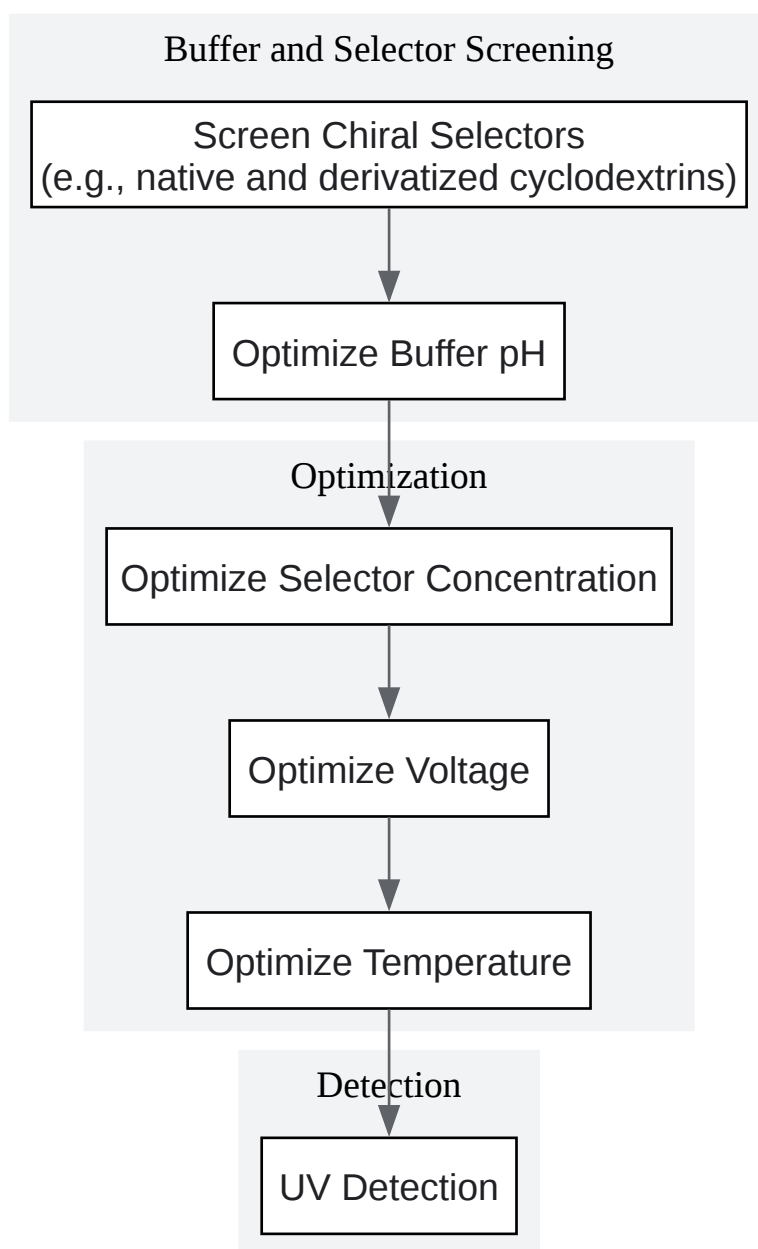 Buffer and Selector Screening
Screen Chiral Selectors
(e.g., native and derivatized cyclodextrins)
Optimize Buffer pH
Optimization
Optimize Selector Concentration
Optimize Voltage
Optimize Temperature
Detection
UV Detection